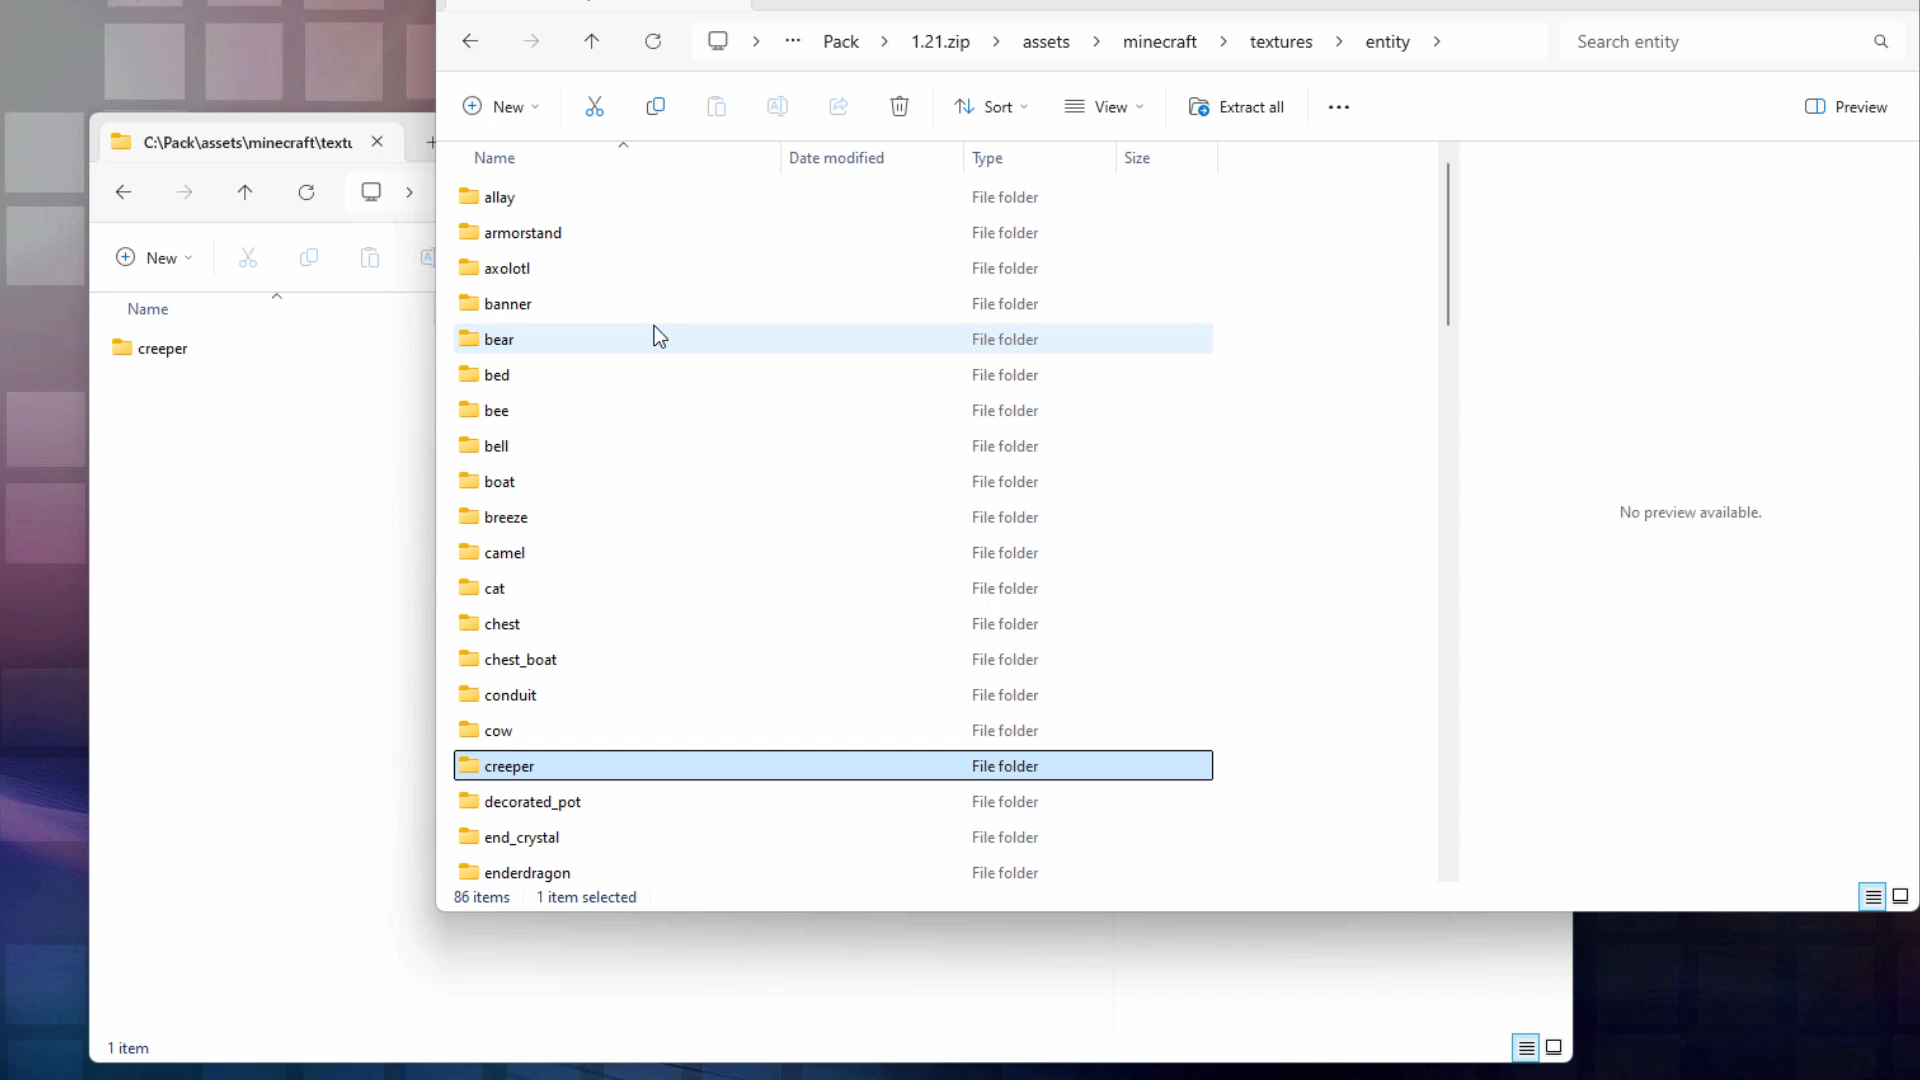 Pack > 1.21.zip > assets > minecraft > textures > entity >
Search entity
New
Sort
View
Extract all
Preview
Name Date modified Type Size
allay File folder
armorstand File folder
axolotl File folder
banner File folder
bear File folder
bed File folder
bee File folder
bell File folder
boat File folder
breeze File folder
camel File folder
cat File folder
chest File folder
chest_boat File folder
conduit File folder
cow File folder
creeper File folder
decorated_pot File folder
end_crystal File folder
enderdragon File folder
86 items 1 item selected
No preview available.
C:\Pack\assets\minecraft\textu
New
Name
creeper
1 item